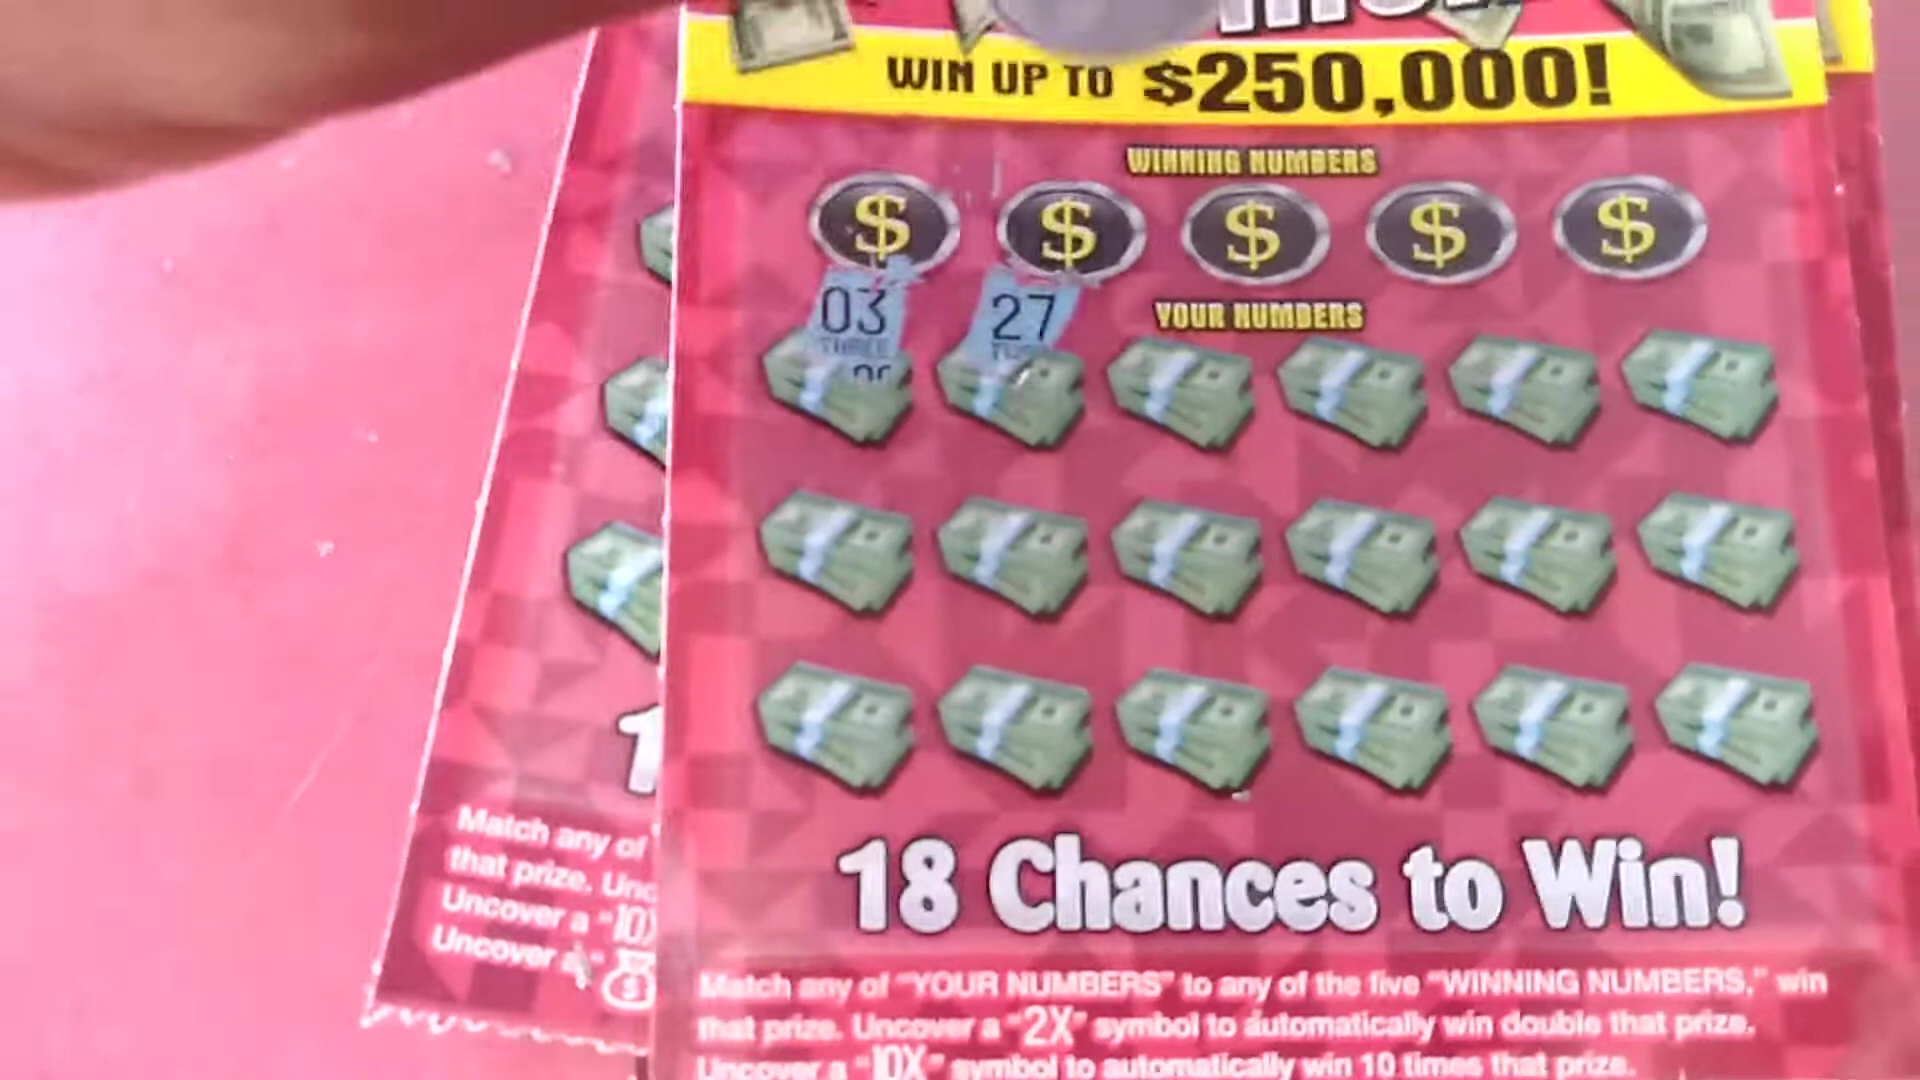 WIN UP TO $250,000!
WINNING NUMBERS
$ $ $ $ $
03 27
THREE
YOUR NUMBERS
18 Chances to Win!
Match any of "YOUR NUMBERS" to any of the five "WINNING NUMBERS," win
that prize. Uncover a "2X" symbol to automatically win double that prize.
Uncover a "10X" symbol to automatically win 10 times that prize.
Match any of
that prize.
Uncover a "10X
Uncover a "